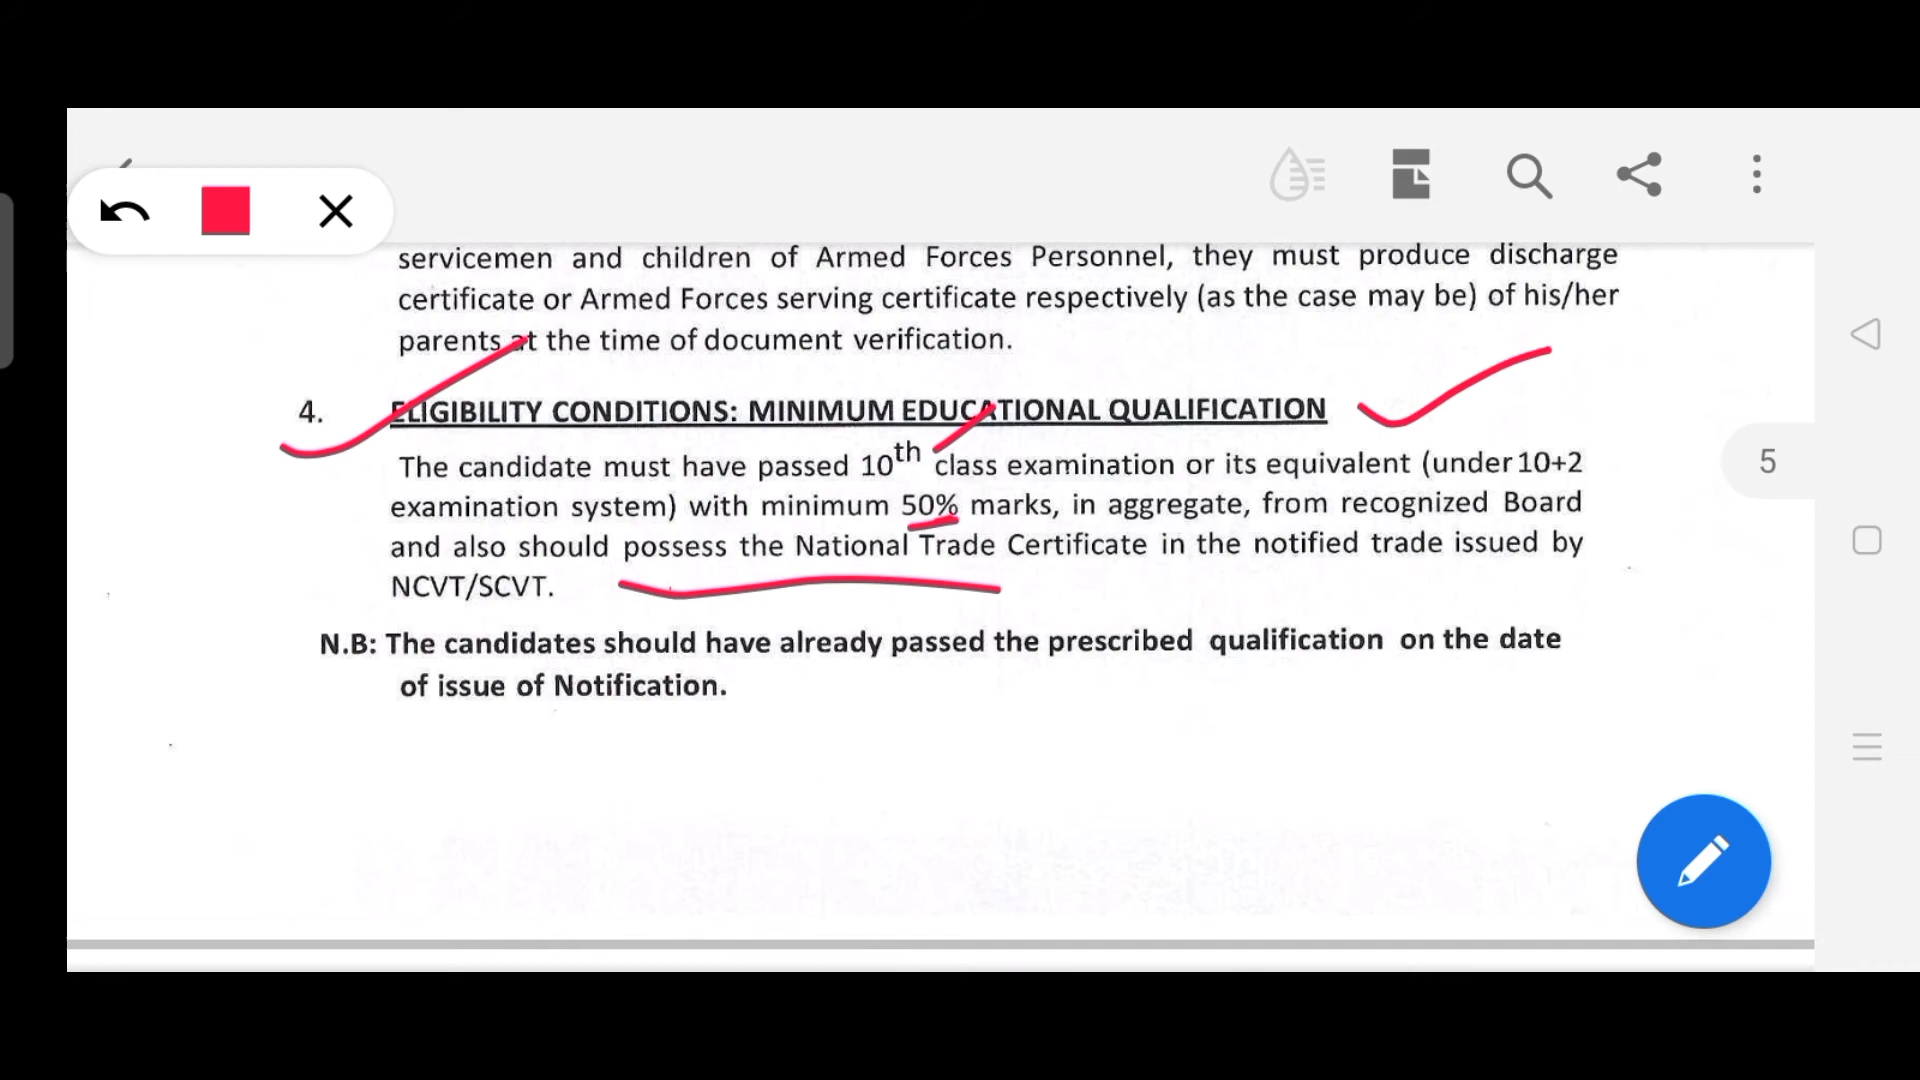 servicemen and children of Armed Forces Personnel, they must produce discharge
certificate or Armed Forces serving certificate respectively (as the case may be) of his/her
parents at the time of document verification.
4. ELIGIBILITY CONDITIONS: MINIMUM EDUCATIONAL QUALIFICATION
The candidate must have passed 10th class examination or its equivalent (under 10+2
examination system) with minimum 50% marks, in aggregate, from recognized Board
and also should possess the National Trade Certificate in the notified trade issued by
NCVT/SCVT.
N.B: The candidates should have already passed the prescribed qualification on the date
of issue of Notification.
5